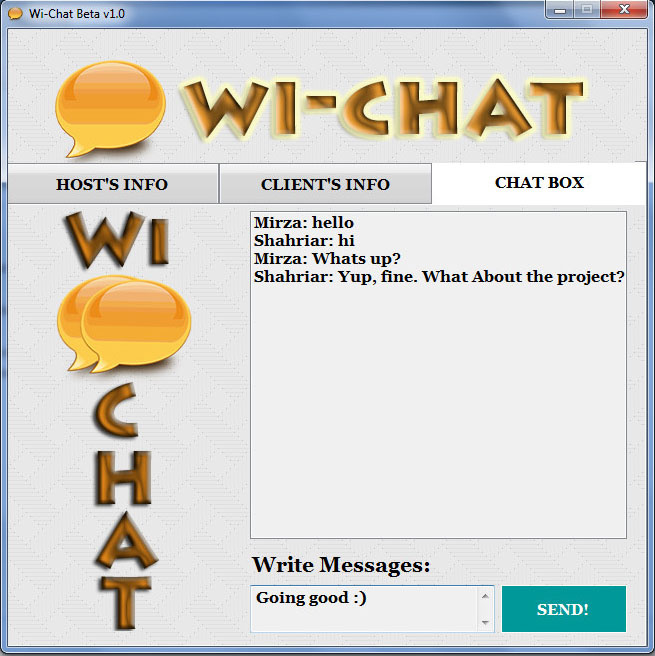 Wi-Chat Beta v1.0
WI-CHAT
HOST'S INFO
CLIENT'S INFO
CHAT BOX
WI
CHAT
Mirza: hello
Shahriar: hi
Mirza: Whats up?
Shahriar: Yup, fine. What About the project?
Write Messages:
Going good :)
SEND!